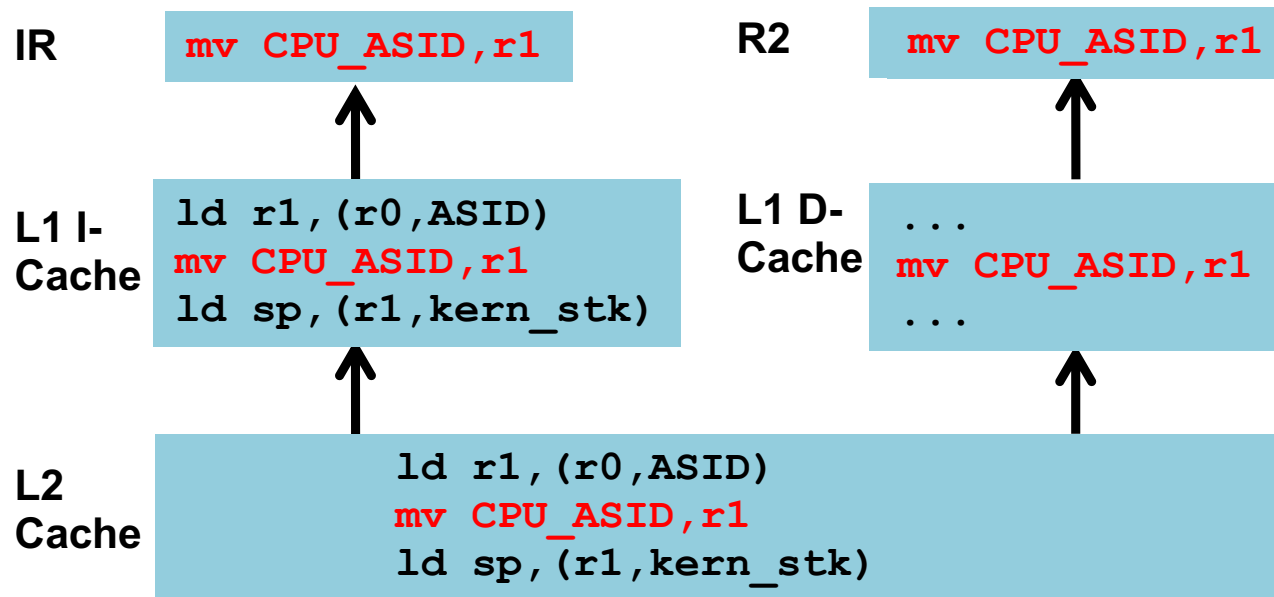 IR
mv CPU_ASID,r1
R2
mv CPU_ASID,r1
L1 I-
Cache
ld r1,(r0,ASID)
mv CPU_ASID,r1
ld sp,(r1,kern_stk)
L1 D-
Cache
...
mv CPU_ASID,r1
...
L2
Cache
ld r1,(r0,ASID)
mv CPU_ASID,r1
ld sp,(r1,kern_stk)